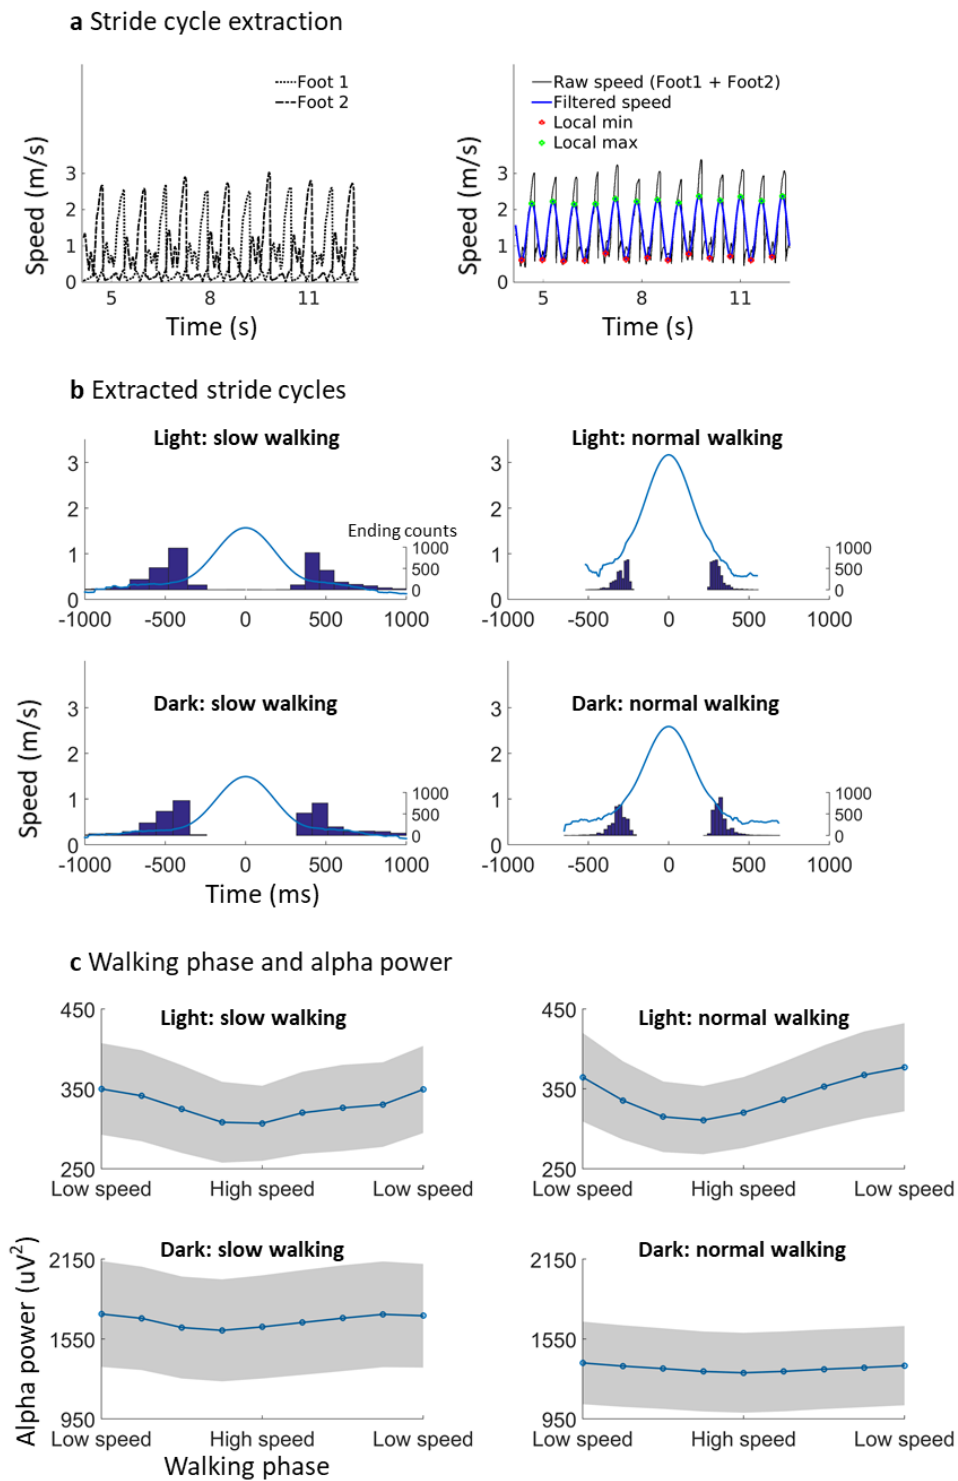 a Stride cycle extraction
Foot 1
Foot 2
Speed (m/s)
3
2
1
0
5 8 11
Time (s)
Raw speed (Foot1 + Foot2)
Filtered speed
Local min
Local max
Speed (m/s)
3
2
1
0
5 8 11
Time (s)
b Extracted stride cycles
Light: slow walking
3
2
1
0
Ending counts
1000
500
0
-1000 -500 0 500 1000
Light: normal walking
3
2
1
0
1000
500
0
-1000 -500 0 500 1000
Dark: slow walking
Speed (m/s)
3
2
1
0
1000
500
0
-1000 -500 0 500 1000
Time (ms)
Dark: normal walking
3
2
1
0
1000
500
0
-1000 -500 0 500 1000
c Walking phase and alpha power
Light: slow walking
450
350
250
Low speed High speed Low speed
Light: normal walking
450
350
250
Low speed High speed Low speed
Dark: slow walking
Alpha power (uV²)
2150
1550
950
Low speed High speed Low speed
Walking phase
Dark: normal walking
2150
1550
950
Low speed High speed Low speed